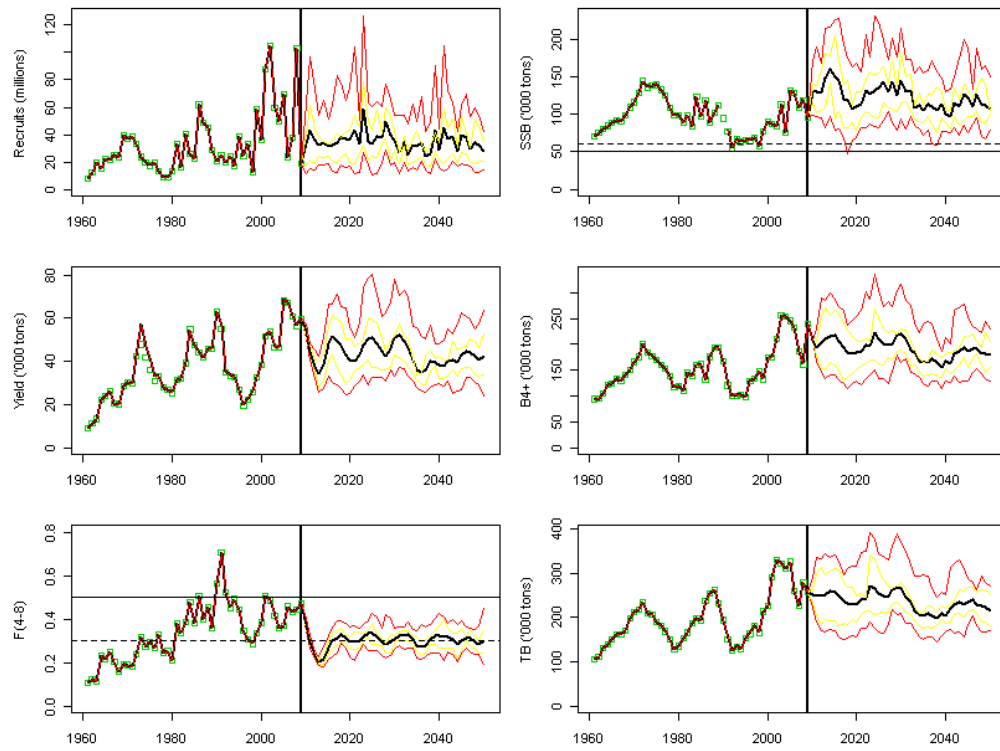 Recruits (millions)
0 20 40 60 80 120
1960 1980 2000 2020 2040
SSB ('000 tons)
0 50 100 150 200
1960 1980 2000 2020 2040
Yield ('000 tons)
0 20 40 60 80
1960 1980 2000 2020 2040
B4+ ('000 tons)
0 50 150 250
1960 1980 2000 2020 2040
F(4-8)
0.0 0.2 0.4 0.6 0.8
1960 1980 2000 2020 2040
TB ('000 tons)
0 100 200 300 400
1960 1980 2000 2020 2040